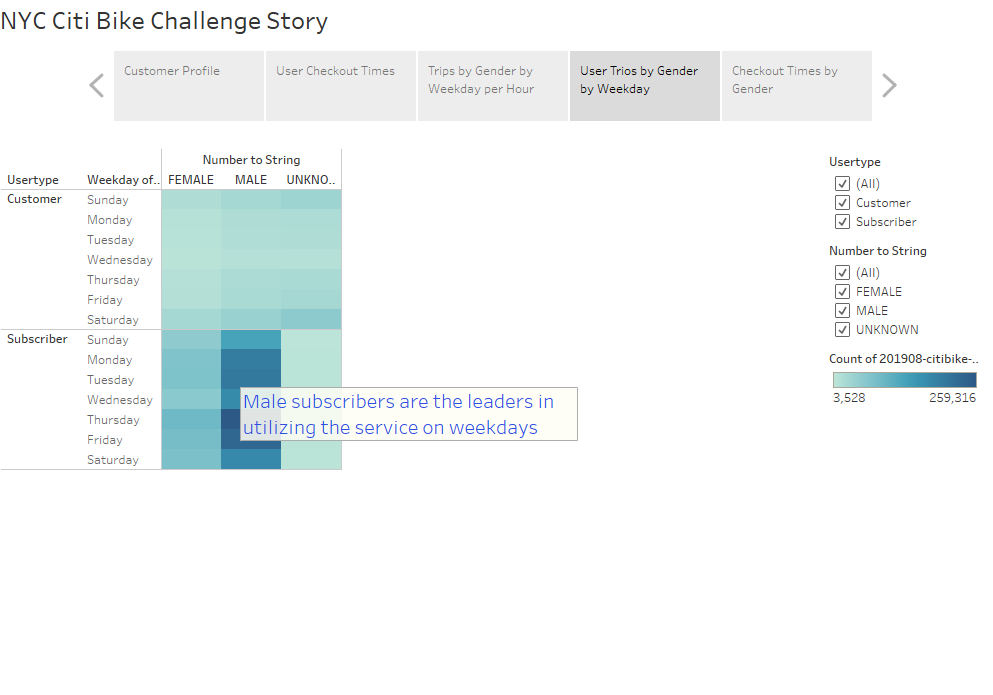 NYC Citi Bike Challenge Story
Customer Profile
User Checkout Times
Trips by Gender by
Weekday per Hour
User Trios by Gender
by Weekday
Checkout Times by
Gender
Number to String
Usertype Weekday of.. FEMALE MALE UNKNO..
Customer Sunday
Monday
Tuesday
Wednesday
Thursday
Friday
Saturday
Subscriber Sunday
Monday
Tuesday
Wednesday
Thursday
Friday
Saturday
Male subscribers are the leaders in
utilizing the service on weekdays
Usertype
(All)
Customer
Subscriber
Number to String
(All)
FEMALE
MALE
UNKNOWN
Count of 201908-citibike-..
3,528 259,316